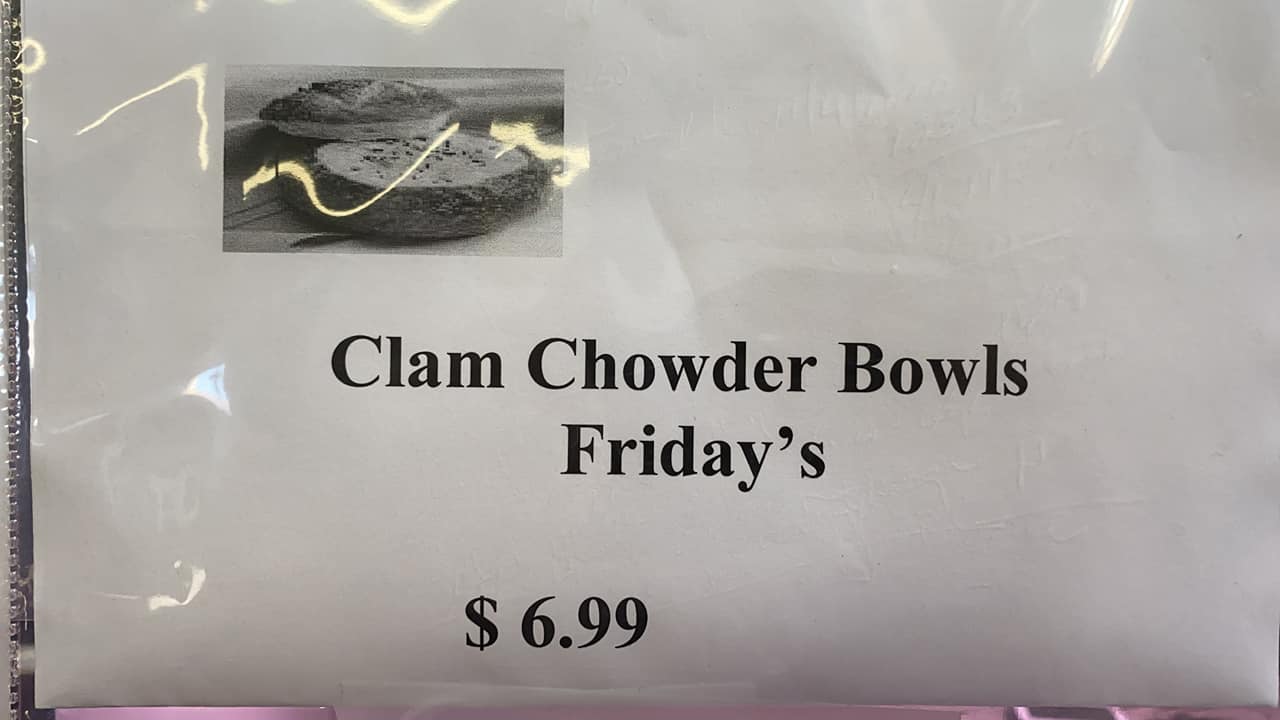 Clam Chowder Bowls
Friday’s
$ 6.99